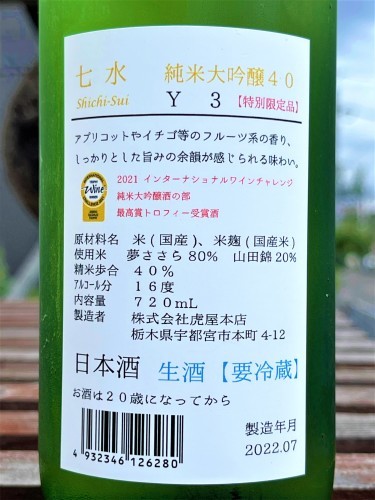 七水 純米大吟醸40
Shichi-Sui Y 3 【特別限定品】
アプリコットやイチゴ等のフルーツ系の香り、
しっかりとした旨みの余韻が感じられる味わい。
2021 インターナショナルワインチャレンジ
純米大吟醸酒の部
最高賞トロフィー受賞酒
Wine
原材料名 米(国産)、米麹(国産米)
使用米 夢ささら80% 山田錦20%
精米歩合 40%
アルコール分 16度
内容量 720mL
製造者 株式会社虎屋本店
栃木県宇都宮市本町4-12
日本酒 生酒【要冷蔵】
お酒は20歳になってから
4 932346 126280
製造年月
2022.07